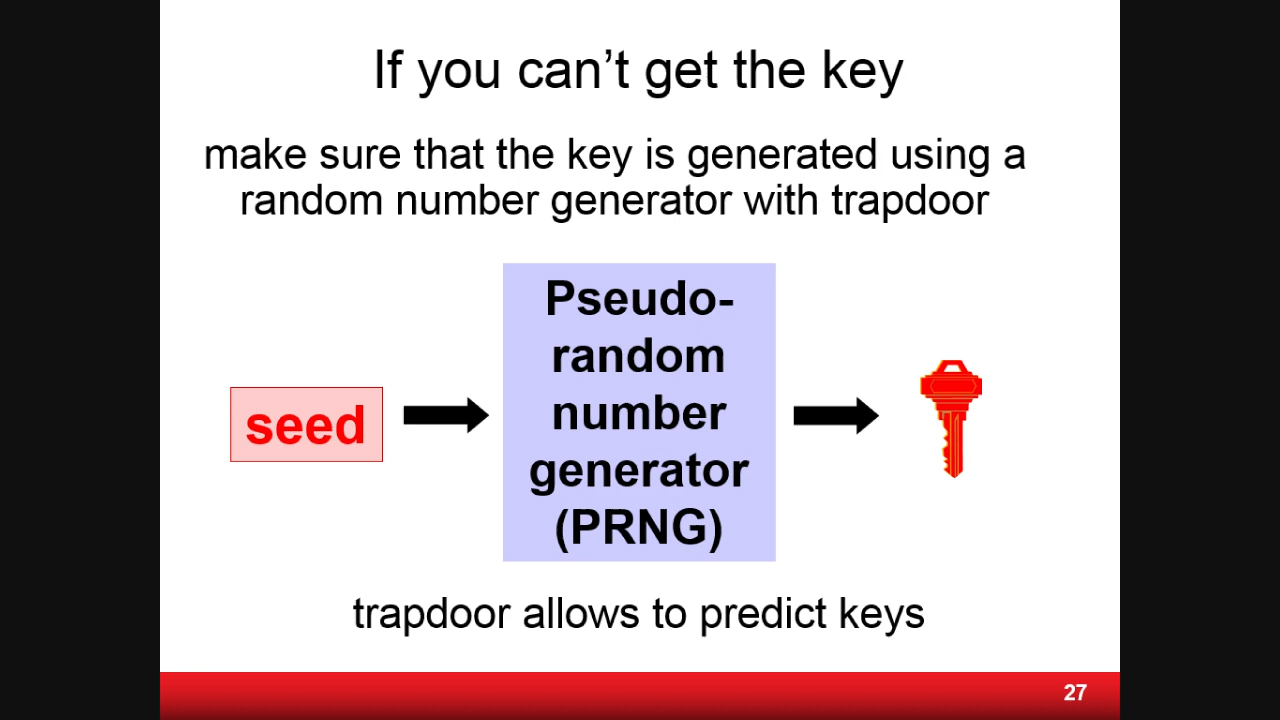 If you can’t get the key
make sure that the key is generated using a
random number generator with trapdoor
seed
Pseudo-
random
number
generator
(PRNG)
trapdoor allows to predict keys
27